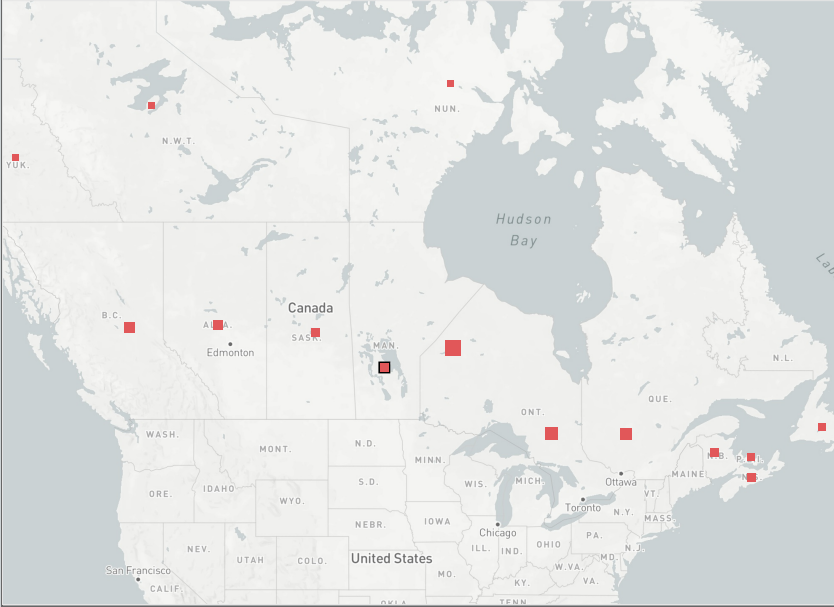 NUN.
N.W.T.
YUK.
Hudson
Bay
Canada
B.C.
SASK.
MAN.
Edmonton
N.L.
QUE.
ONT.
WASH.
MONT.
N.D.
MINN.
S.D.
WIS.
MICH.
Ottawa
MAINE
ORE.
IDAHO
WYO.
VT.
Toronto
N.Y.
MASS.
NEBR.
IOWA
Chicago
PA.
NEV.
UTAH
COLO.
United States
ILL.
IND.
OHIO
N.J.
MD.
W.VA.
San Francisco
CALIF.
MO.
KY.
VA.
OKLA.
TENN.